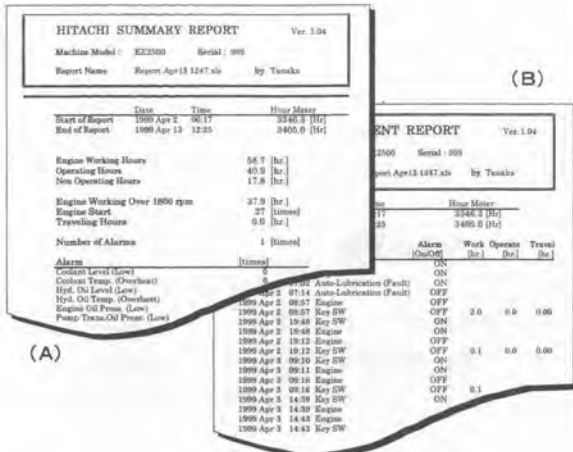 HITACHI SUMMARY REPORT Ver. 1.04
Machine Model : EX2500 Serial : 999
Report Name Report Apr13 1247.xls by Tanaka
Date Time Hour Meter
Start of Report 1999 Apr 2 06:17 3346.3 [Hr]
End of Report 1999 Apr 13 12:25 3405.0 [Hr]
Engine Working Hours 58.7 [hr.]
Operating Hours 40.9 [hr.]
Non Operating Hours 17.8 [hr.]
Engine Working Over 1800 rpm 37.9 [hr.]
Engine Start 27 [times]
Traveling Hours 0.0 [hr.]
Number of Alarms 1 [times]
Alarm [times]
Coolant Level (Low) 0
Coolant Temp. (Overheat) 0
Hyd. Oil Level (Low)
Hyd. Oil Temp. (Overheat)
Engine Oil Press. (Low)
Pump Trans.Oil Press. (Low)
(A)
(B)
ENT REPORT Ver. 1.04
2500 Serial : 999
port Apr13 1247.xls by Tanaka
me Hour Meter
17 3346.3 [Hr]
25 3405.0 [Hr]
Alarm Work Operate Travel
[On/Off] [hr.] [hr.] [hr.]
ON
ON
Auto-Lubrication (Fault) ON
Apr 2 07:14 Auto-Lubrication (Fault) OFF
1999 Apr 2 08:57 Engine OFF
1999 Apr 2 08:57 Key SW OFF 2.0 0.0 0.00
1999 Apr 2 19:48 Key SW ON
1999 Apr 2 19:48 Engine ON
1999 Apr 2 19:12 Engine OFF
1999 Apr 2 19:12 Key SW OFF 0.1 0.0 0.00
1999 Apr 3 09:10 Key SW ON
1999 Apr 3 09:11 Engine ON
1999 Apr 3 09:16 Engine OFF
1999 Apr 3 09:16 Key SW OFF 0.1
1999 Apr 3 14:39 Key SW ON
1999 Apr 3 14:39 Engine
1999 Apr 3 14:43 Engine
1999 Apr 3 14:43 Key SW